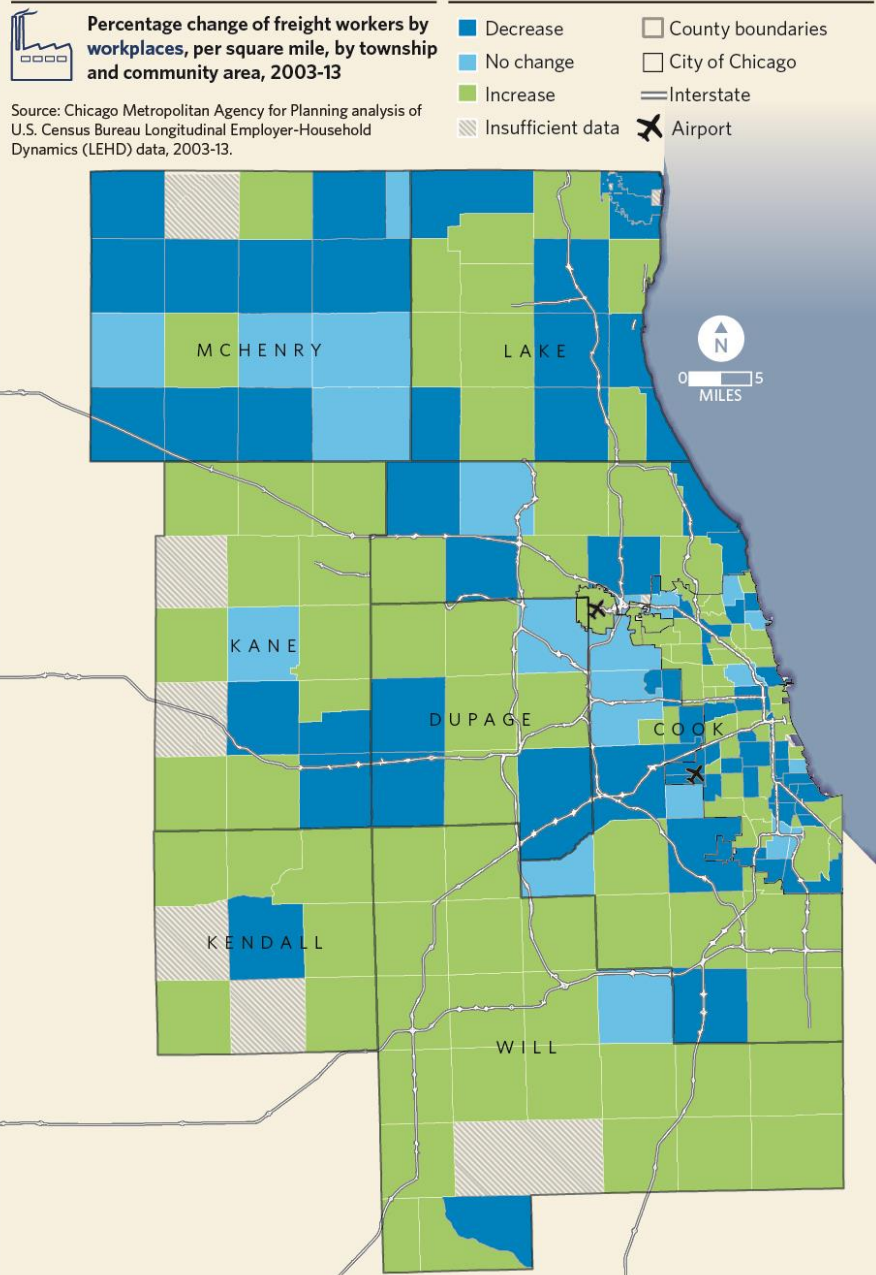 Percentage change of freight workers by
workplaces, per square mile, by township
and community area, 2003-13
Source: Chicago Metropolitan Agency for Planning analysis of
U.S. Census Bureau Longitudinal Employer-Household
Dynamics (LEHD) data, 2003-13.
Decrease
No change
Increase
Insufficient data
County boundaries
City of Chicago
Interstate
Airport
N
0 5
MILES
MCHENRY
LAKE
KANE
DUPAGE
COOK
KENDALL
WILL